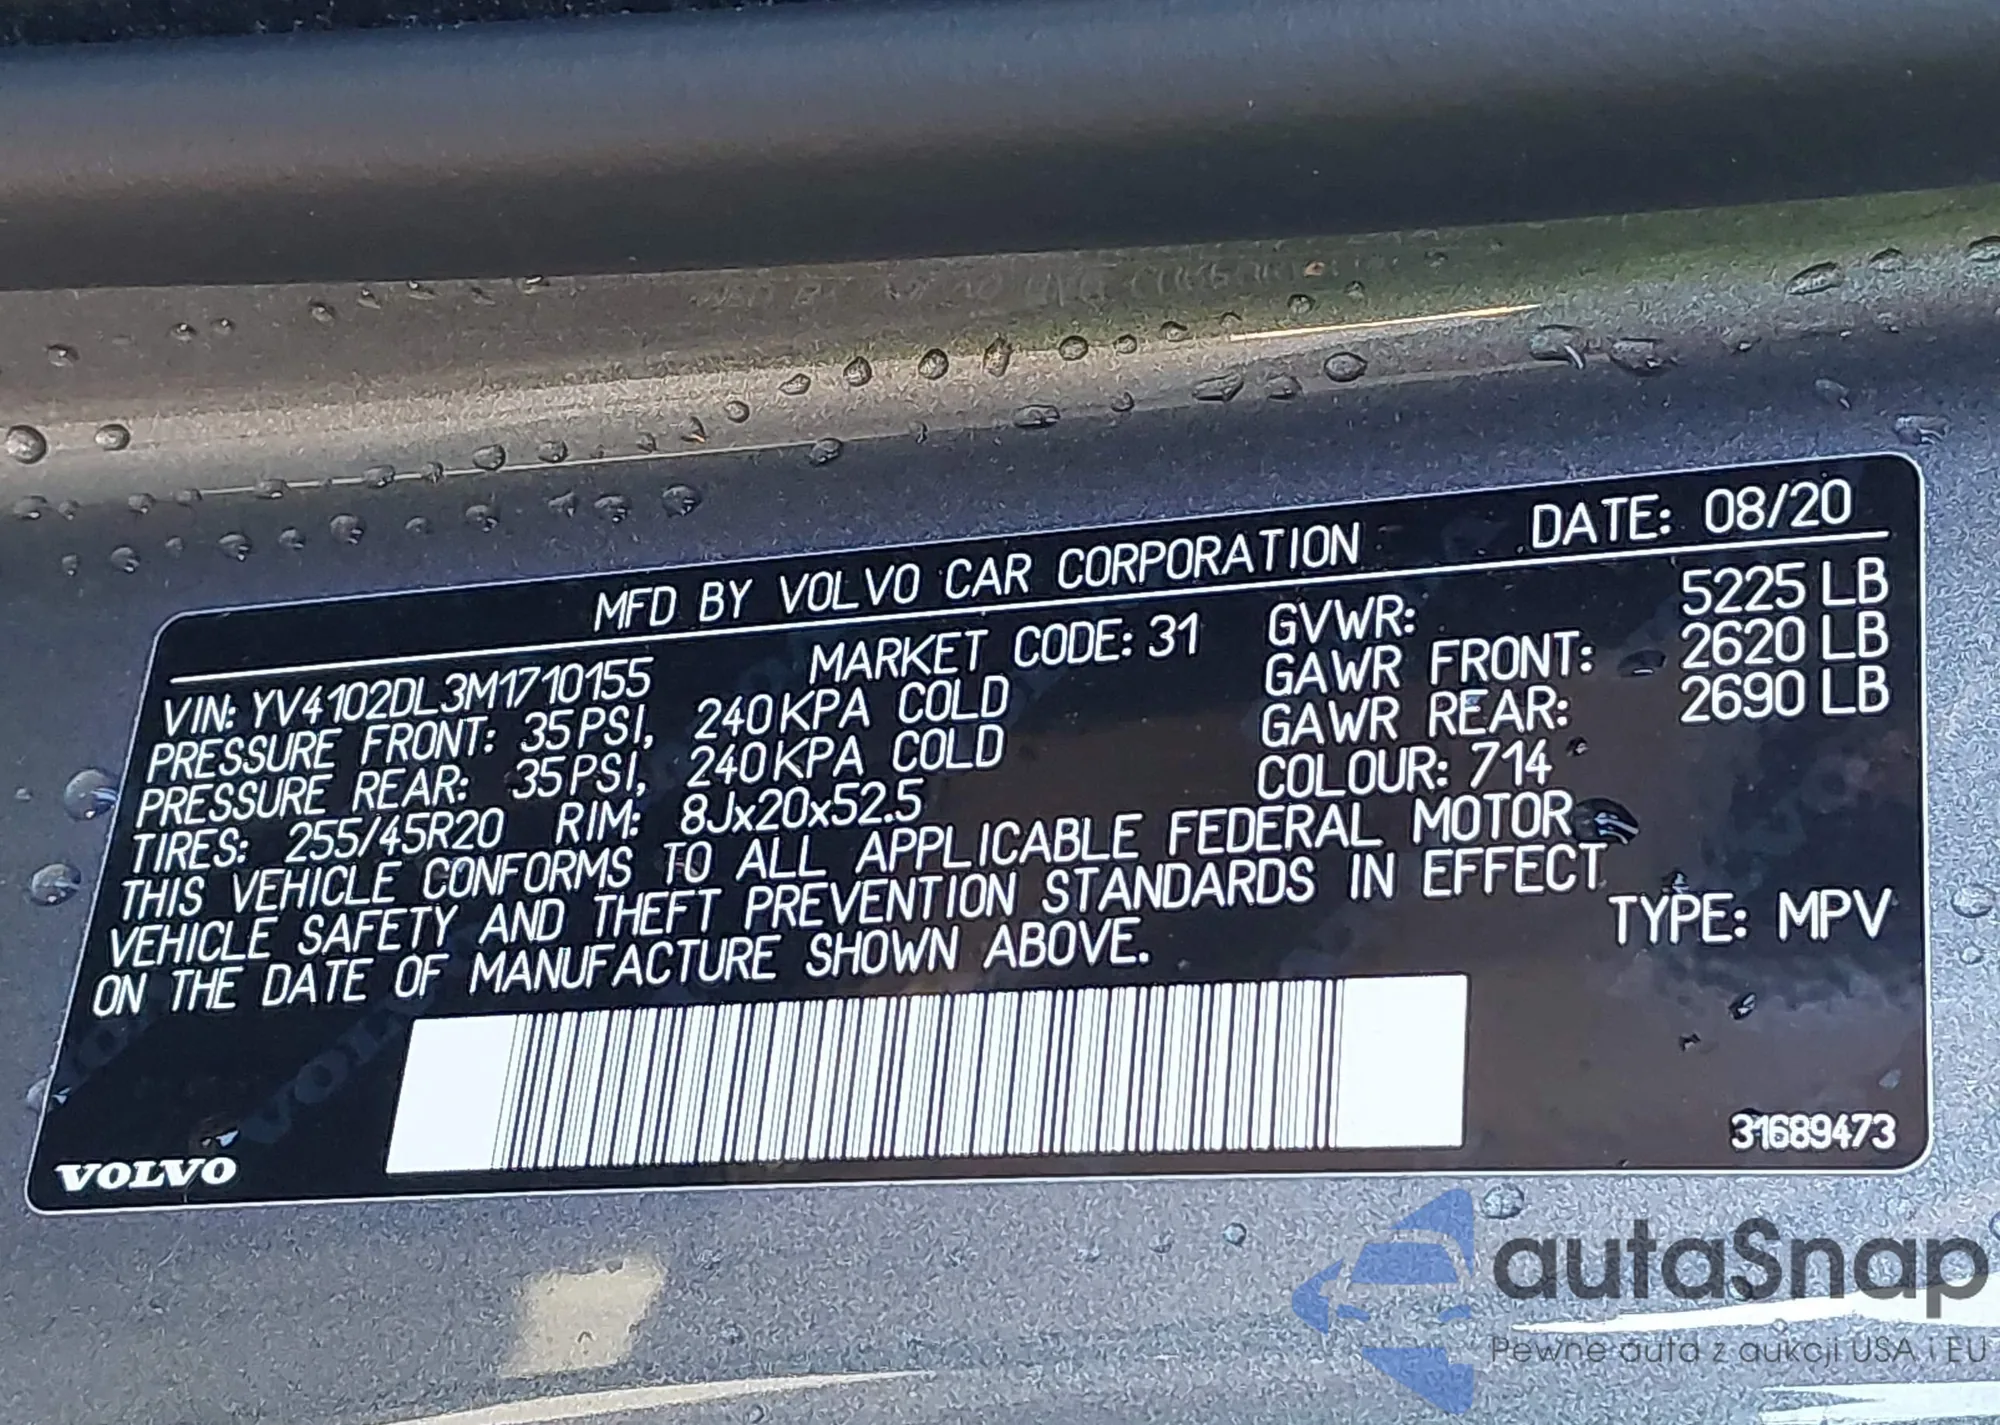 MFD BY VOLVO CAR CORPORATION DATE: 08/20
VIN: YV4102DL3M1710155 MARKET CODE: 31 GVWR: 5225 LB
PRESSURE FRONT: 35PSI, 240KPA COLD GAWR FRONT: 2620 LB
PRESSURE REAR: 35PSI, 240KPA COLD GAWR REAR: 2690 LB
TIRES: 255/45R20 RIM: 8Jx20x52.5 COLOUR: 714
THIS VEHICLE CONFORMS TO ALL APPLICABLE FEDERAL MOTOR
VEHICLE SAFETY AND THEFT PREVENTION STANDARDS IN EFFECT
ON THE DATE OF MANUFACTURE SHOWN ABOVE. TYPE: MPV
VOLVO 31689473
autaSnap
Pewne auta z aukcji USA i EU